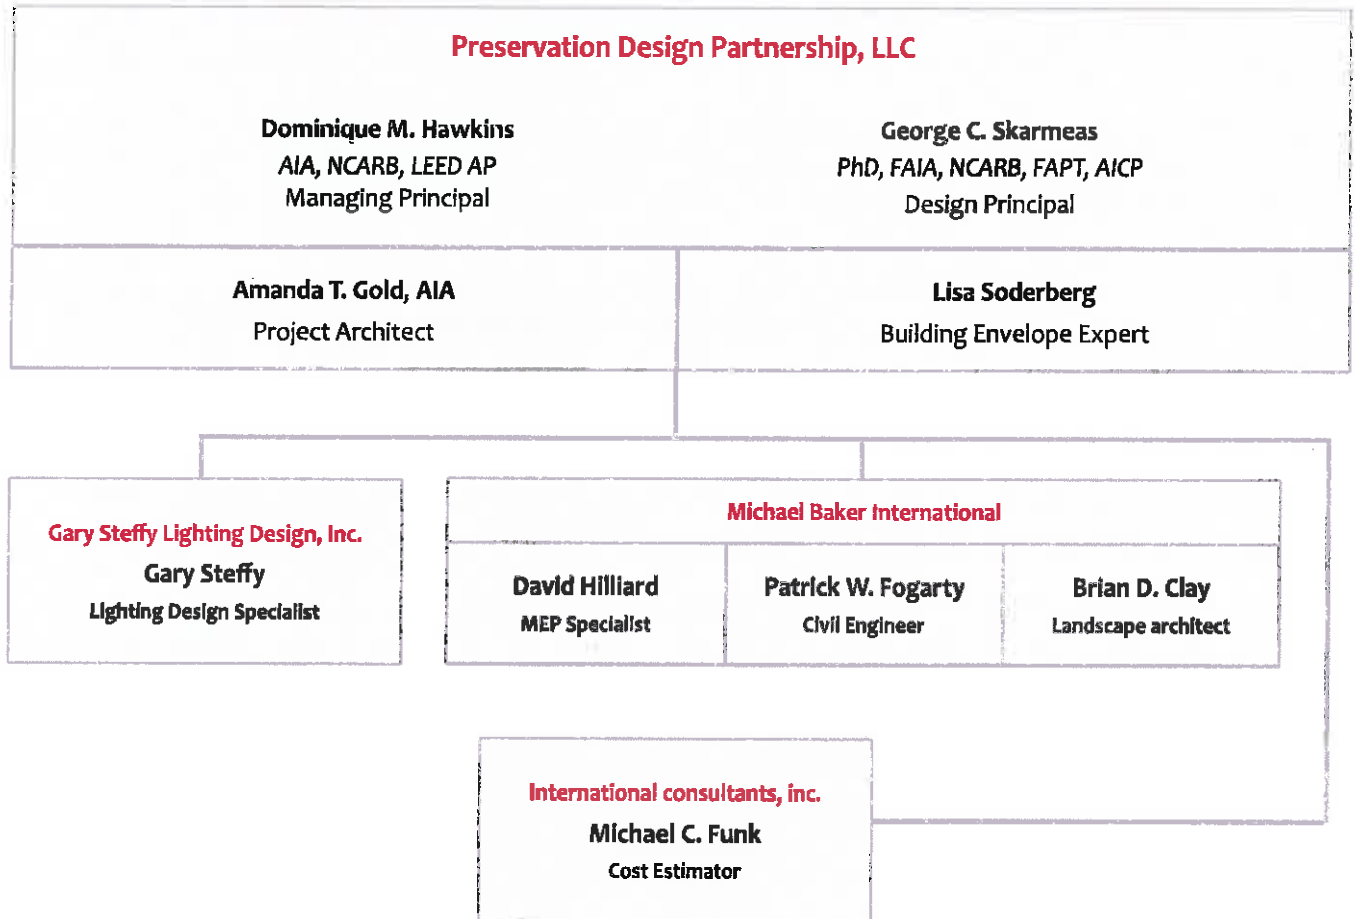 Preservation Design Partnership, LLC
Dominique M. Hawkins
AIA, NCARB, LEED AP
Managing Principal
George C. Skarmeas
PhD, FAIA, NCARB, FAPT, AICP
Design Principal
Amanda T. Gold, AIA
Project Architect
Lisa Soderberg
Building Envelope Expert
Gary Steffy Lighting Design, Inc.
Gary Steffy
Lighting Design Specialist
Michael Baker International
David Hilliard
MEP Specialist
Patrick W. Fogarty
Civil Engineer
Brian D. Clay
Landscape architect
International consultants, inc.
Michael C. Funk
Cost Estimator